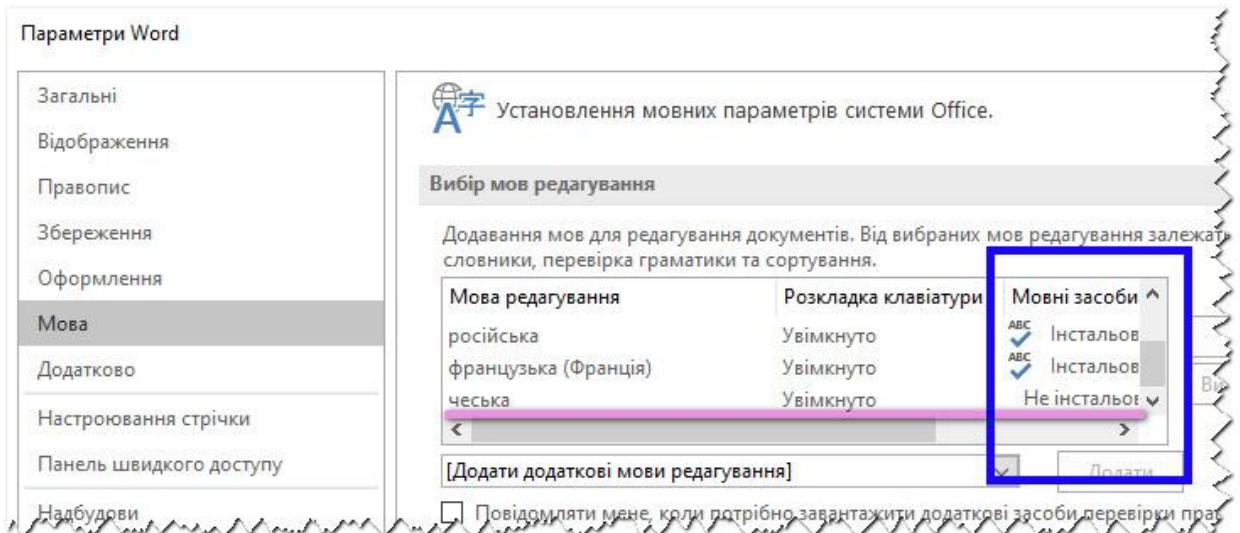 Параметри Word
Загальні
Відображення
Правопис
Збереження
Оформлення
Мова
Додатково
Настроювання стрічки
Панель швидкого доступу
Надбудови
Установлення мовних параметрів системи Office.
Вибір мов редагування
Додавання мов для редагування документів. Від вибраних мов редагування залежать
словники, перевірка граматики та сортування.
Мова редагування Розкладка клавіатури Мовні засоби
російська Увімкнуто ABC Інстальов
французька (Франція) Увімкнуто ABC Інстальов
чеська Увімкнуто Не інстальов
[Додати додаткові мови редагування] Додати
Повідомляти мене, коли потрібно завантажити додаткові засоби перевірки